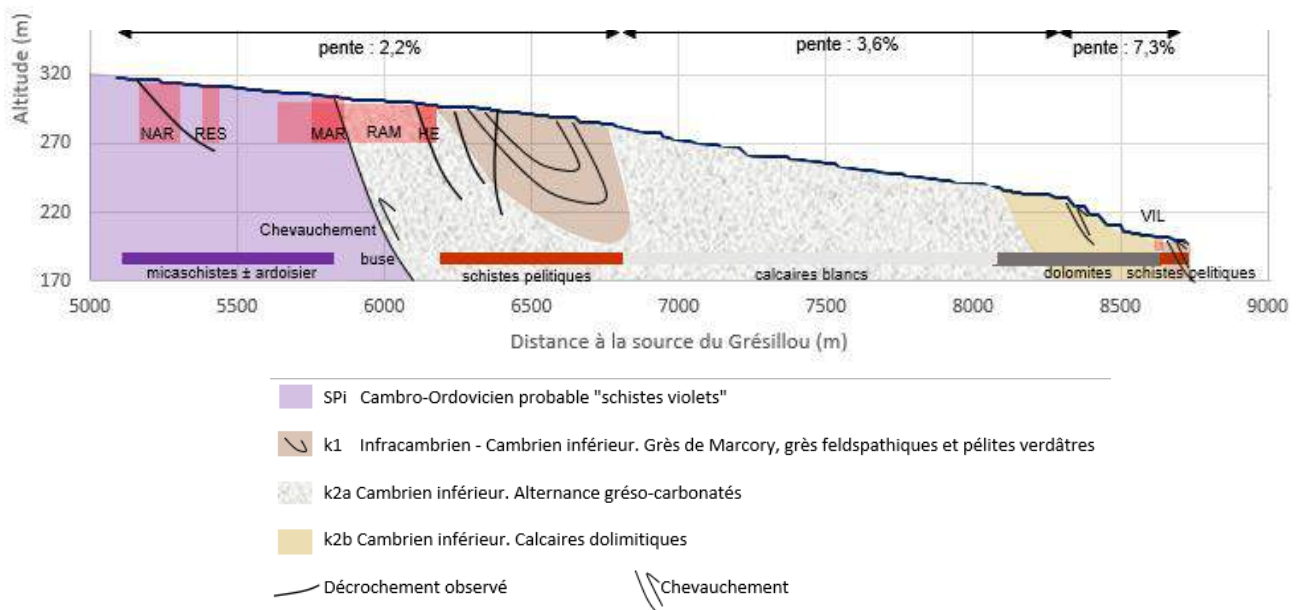 Altitude (m)
320
270
220
170
pente : 2,2%
pente : 3,6%
pente : 7,3%
NAR
RES
MAR
RAM
HE
VIL
Chevauchement
buse
micaschistes ± ardoisier
schistes pelitiques
calcaires blancs
dolomites
schistes pelitiques
5000
5500
6000
6500
7000
7500
8000
8500
9000
Distance à la source du Grésillou (m)
SPi Cambro-Ordovicien probable "schistes violets"
k1 Infracambrien - Cambrien inférieur. Grès de Marcory, grès feldspathiques et pélites verdâtres
k2a Cambrien inférieur. Alternance gréso-carbonatés
k2b Cambrien inférieur. Calcaires dolimitiques
Décrochement observé
Chevauchement